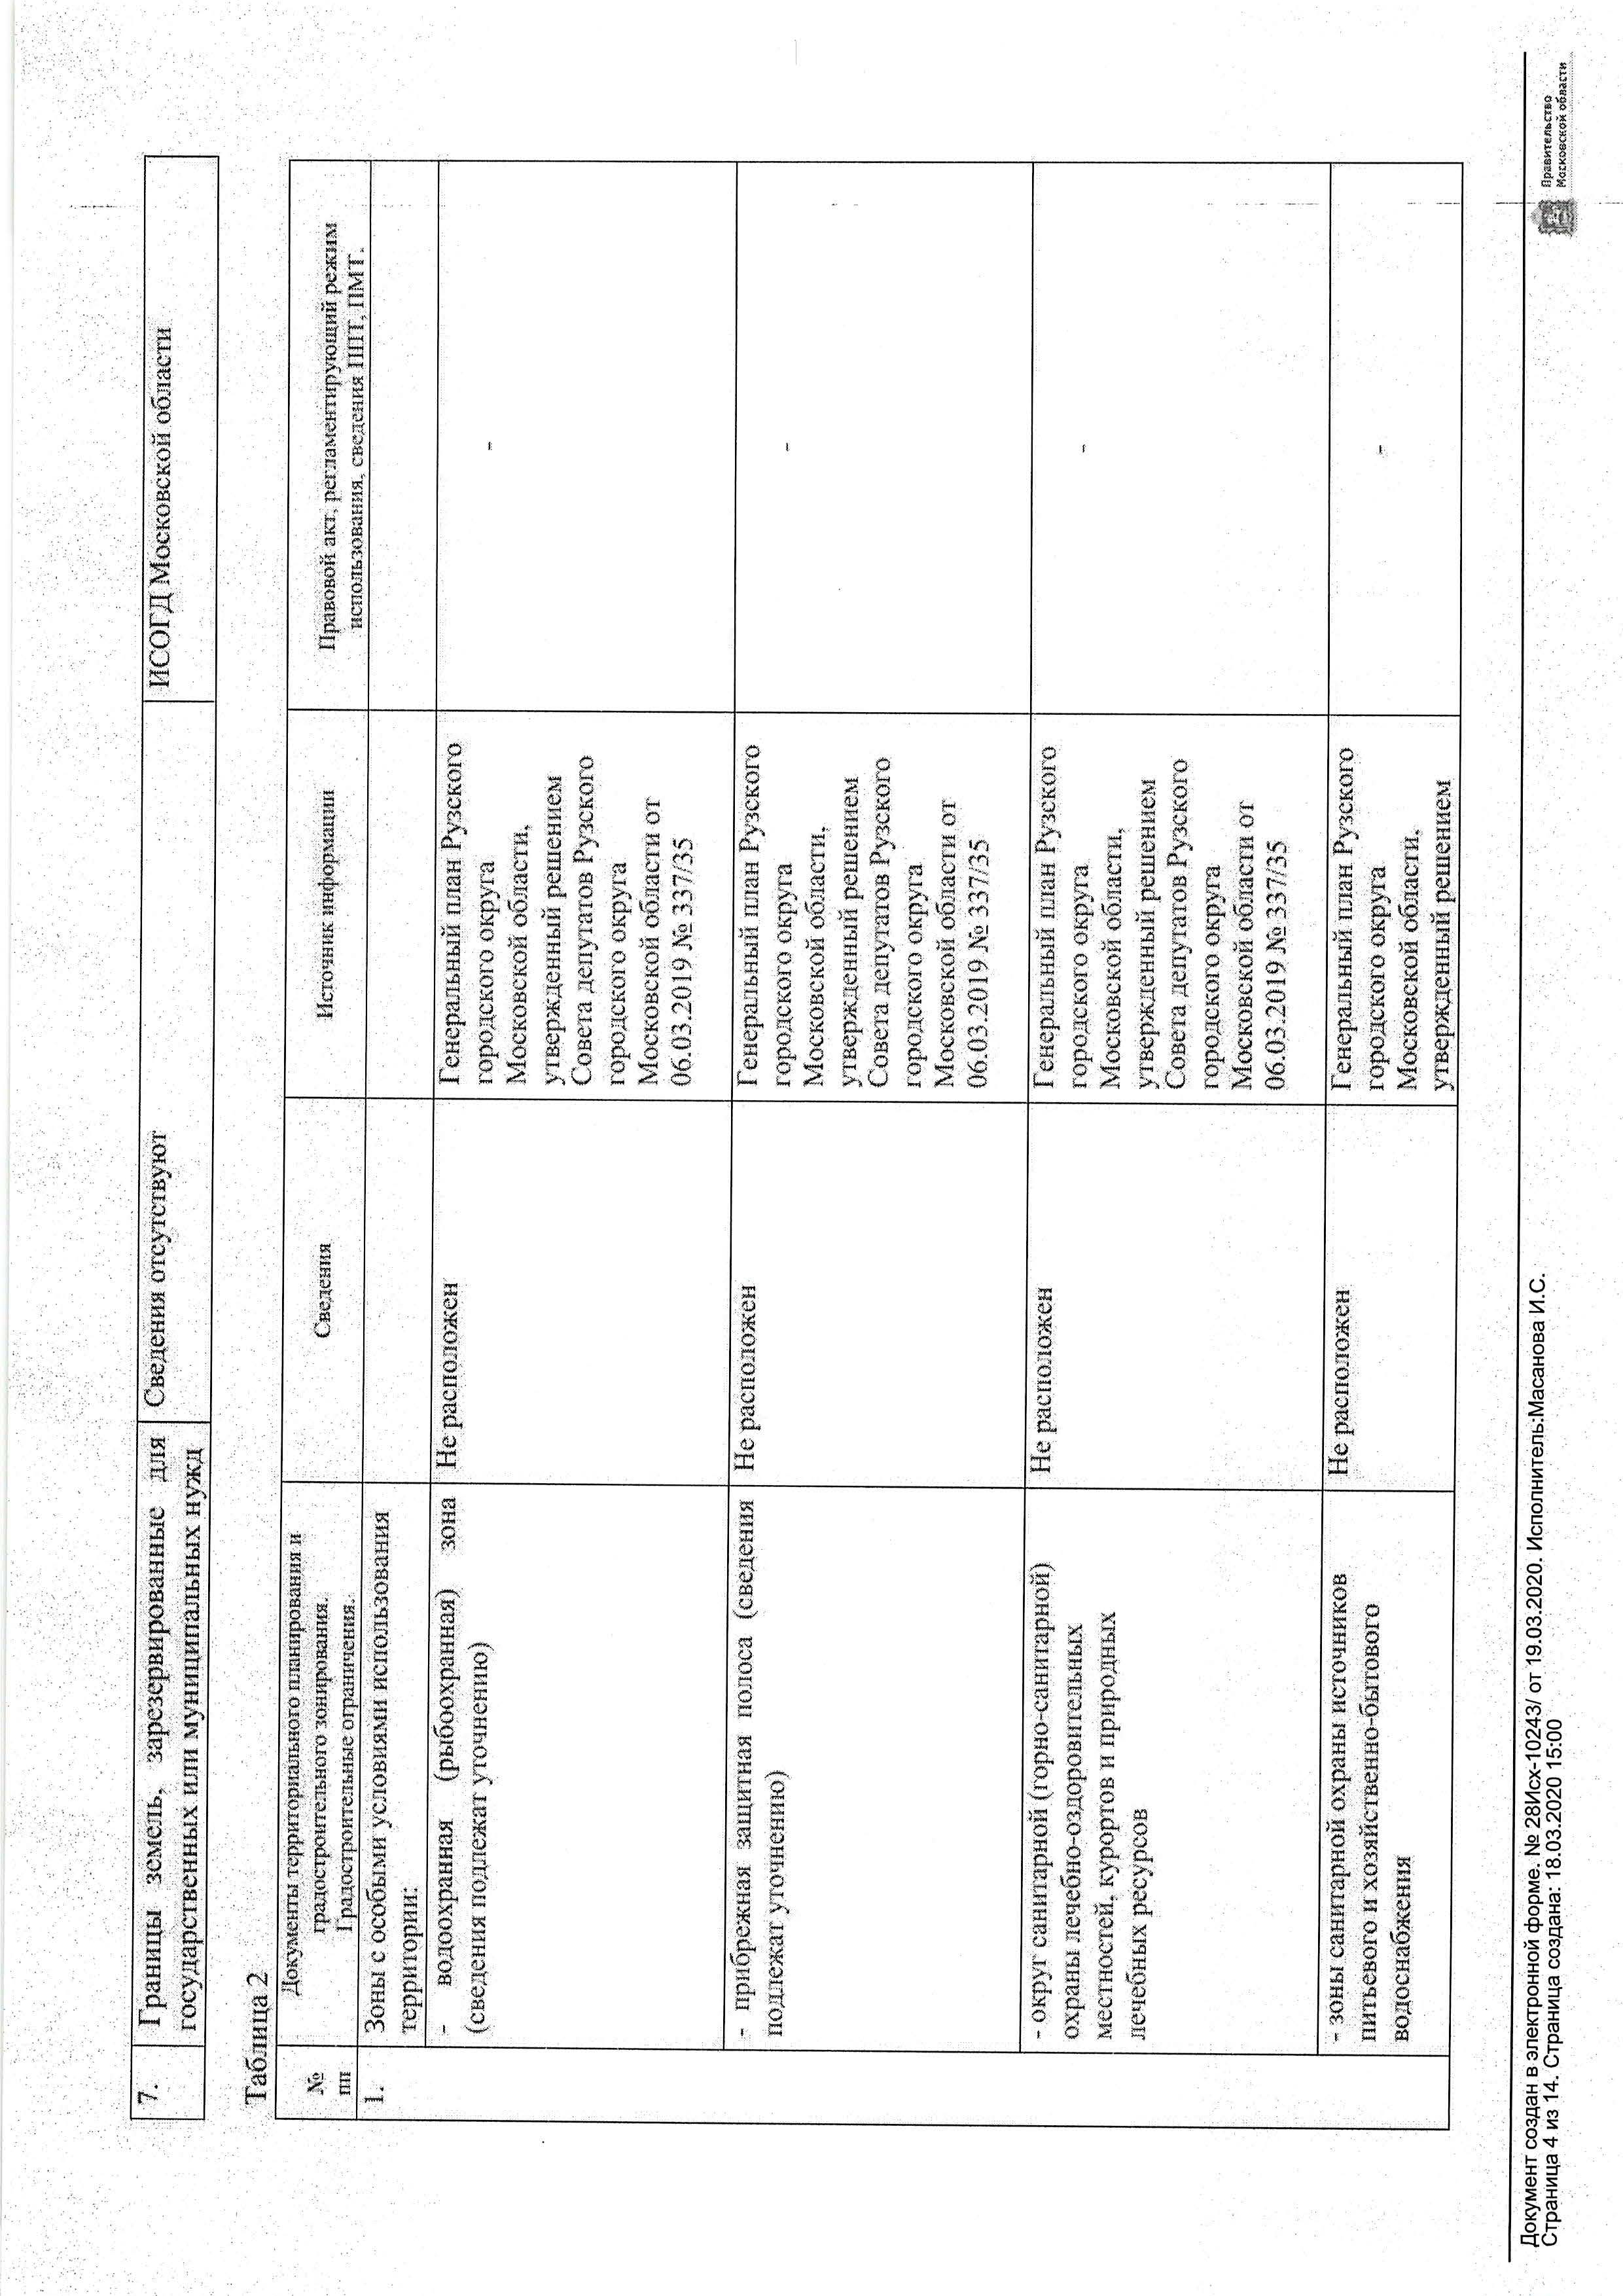 7.
Границы земель, зарезервированные для
государственных или муниципальных нужд
Сведения отсутствуют
ИСОГД Московской области
Таблица 2
№
пп
Документы территориального планирования и
градостроительного зонирования.
Градостроительные ограничения.
Сведения
Источник информации
Правовой акт, регламентирующий режим
использования, сведения ППТ, ПМТ.
1.
Зоны с особыми условиями использования
территории:
- водоохранная (рыбоохранная) зона
(сведения подлежат уточнению)
Не расположен
Генеральный план Рузского
городского округа
Московской области,
утвержденный решением
Совета депутатов Рузского
городского округа
Московской области от
06.03.2019 № 337/35
-
- прибрежная защитная полоса (сведения
подлежат уточнению)
Не расположен
Генеральный план Рузского
городского округа
Московской области,
утвержденный решением
Совета депутатов Рузского
городского округа
Московской области от
06.03.2019 № 337/35
-
- округ санитарной (горно-санитарной)
охраны лечебно-оздоровительных
местностей, курортов и природных
лечебных ресурсов
Не расположен
Генеральный план Рузского
городского округа
Московской области,
утвержденный решением
Совета депутатов Рузского
городского округа
Московской области от
06.03.2019 № 337/35
-
- зоны санитарной охраны источников
питьевого и хозяйственно-бытового
водоснабжения
Не расположен
Генеральный план Рузского
городского округа
Московской области,
утвержденный решением
-
Документ создан в электронной форме. № 28Исх-10243/ от 19.03.2020. Исполнитель:Масанова И.С.
Страница 4 из 14. Страница создана: 18.03.2020 15:00
Правительство
Московской области